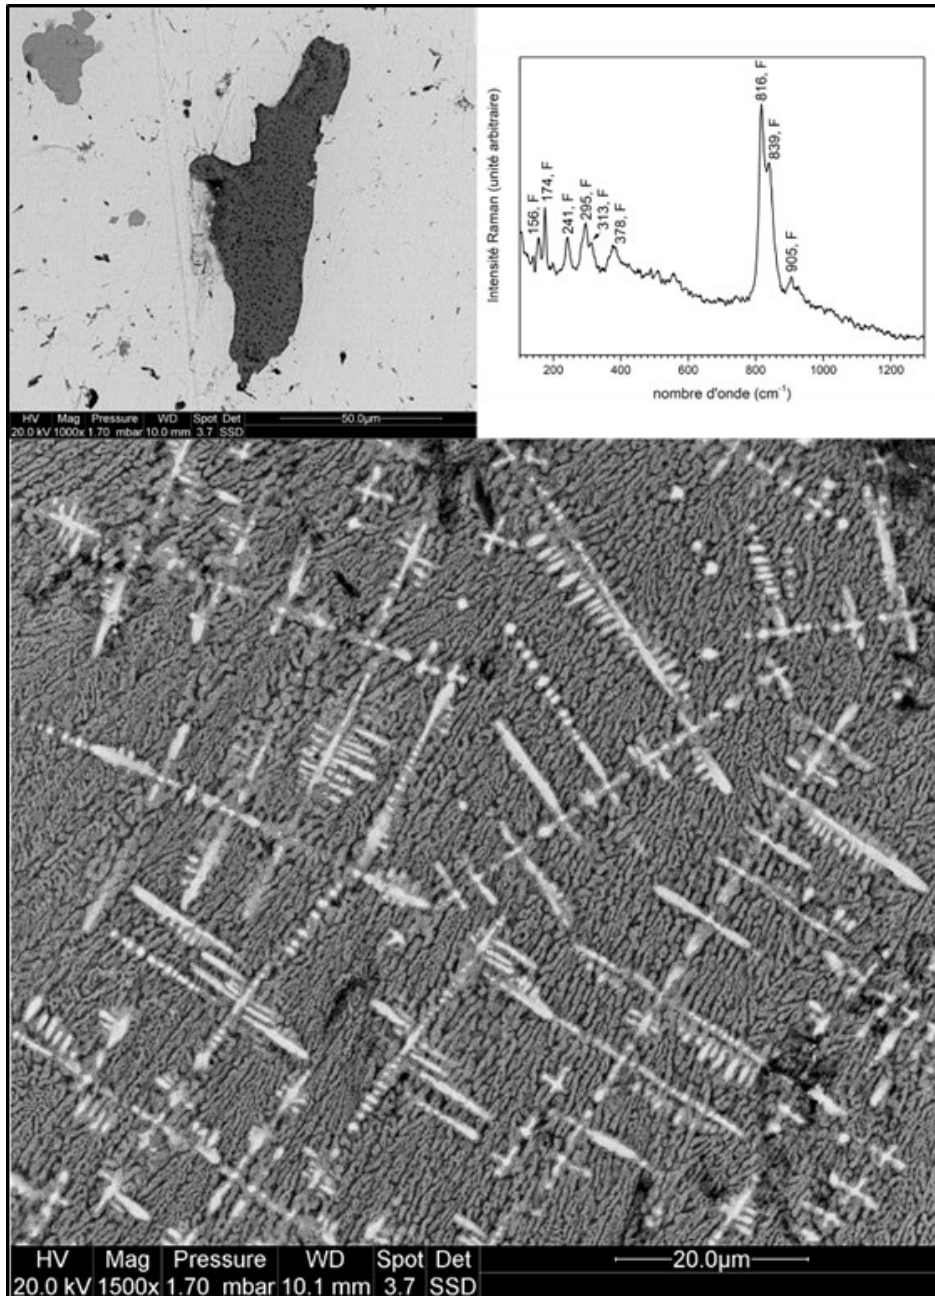 HV Mag Pressure WD Spot Det
20.0 kV 1000x 1.70 mbar 10.0 mm 3.7 SSD
50.0µm
Intensité Raman (unité arbitraire)
156, F
174, F
241, F
295, F
313, F
378, F
816, F
839, F
905, F
200 400 600 800 1000 1200
nombre d'onde (cm⁻¹)
HV Mag Pressure WD Spot Det
20.0 kV 1500x 1.70 mbar 10.1 mm 3.7 SSD
20.0µm